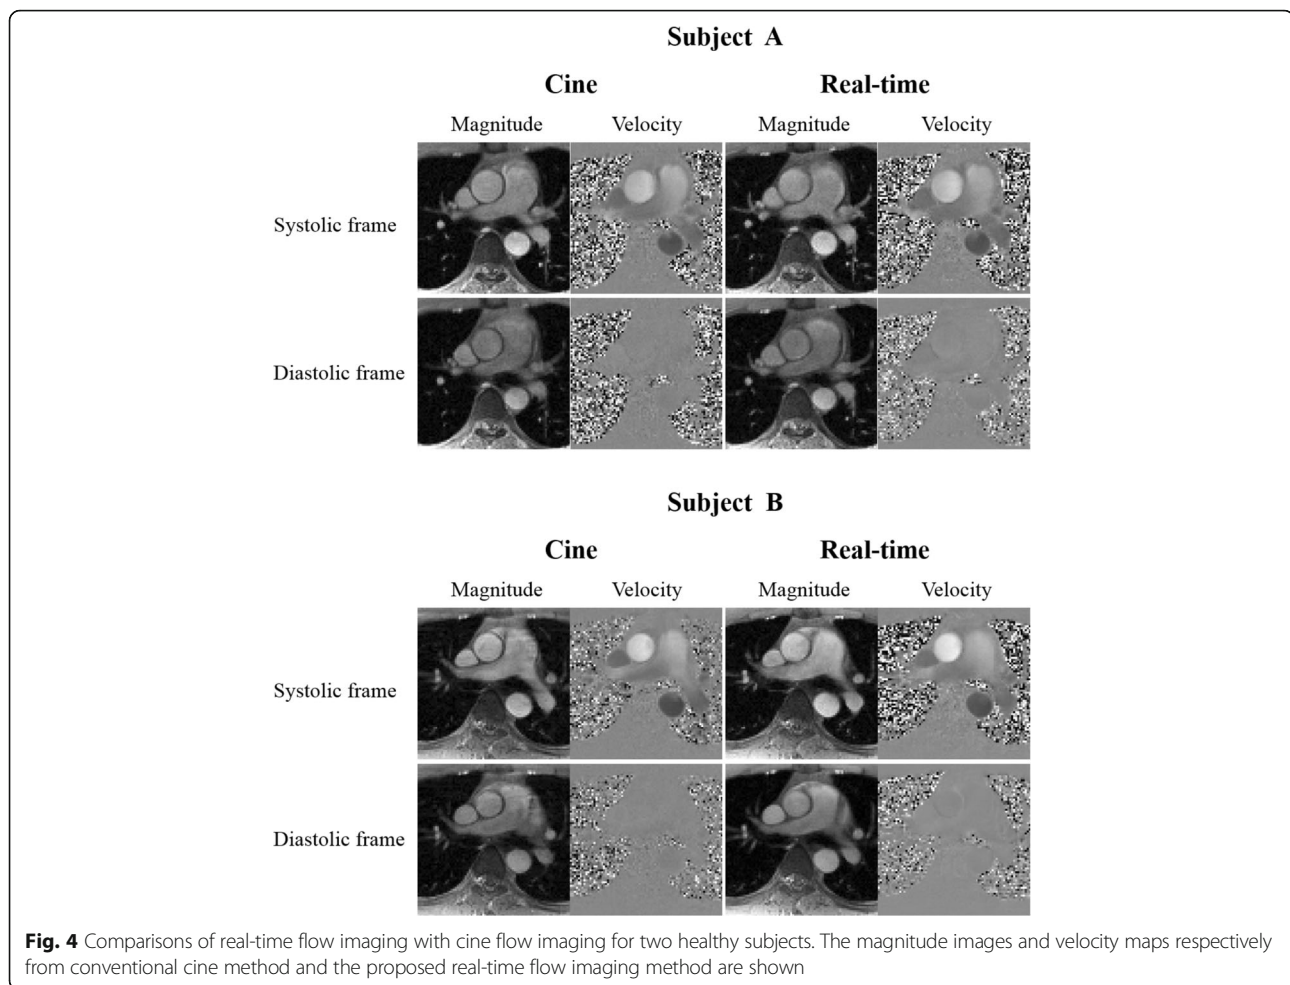 Subject A
Cine Real-time
Magnitude Velocity Magnitude Velocity
Systolic frame
Diastolic frame
Subject B
Cine Real-time
Magnitude Velocity Magnitude Velocity
Systolic frame
Diastolic frame
Fig. 4 Comparisons of real-time flow imaging with cine flow imaging for two healthy subjects. The magnitude images and velocity maps respectively
from conventional cine method and the proposed real-time flow imaging method are shown